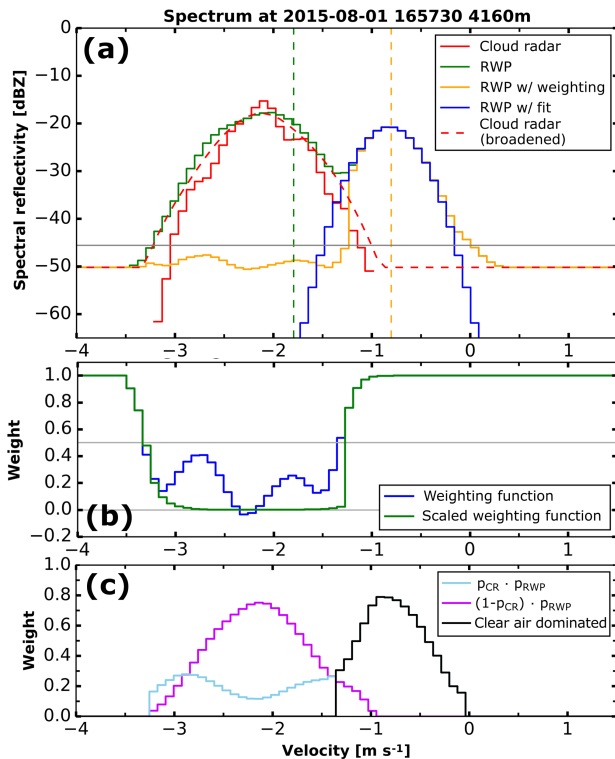 Spectrum at 2015-08-01 165730 4160m
(a)
Spectral reflectivity [dBZ]
0
−10
−20
−30
−40
−50
−60
Cloud radar
RWP
RWP w/ weighting
RWP w/ fit
Cloud radar
(broadened)
−4
−3
−2
−1
0
1
(b)
Weight
1.0
0.8
0.6
0.4
0.2
0.0
−0.2
Weighting function
Scaled weighting function
−3
−2
−1
0
1
(c)
Weight
1.0
0.8
0.6
0.4
0.2
0.0
pCR · pRWP
(1-pCR) · pRWP
Clear air dominated
−4
−3
−2
−1
0
1
Velocity [m s-1]